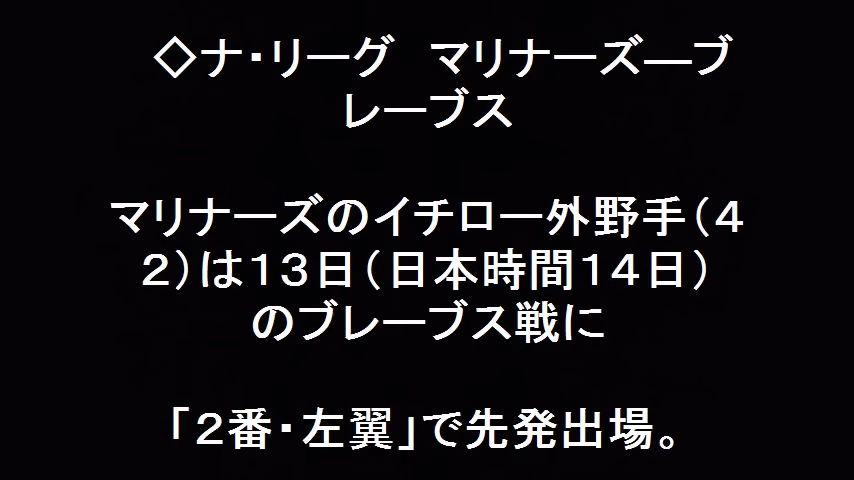 ◇ナ・リーグ　マリナーズ―ブ
レーブス
マリナーズのイチロー外野手（４
２）は１３日（日本時間１４日）
のブレーブス戦に
「２番・左翼」で先発出場。